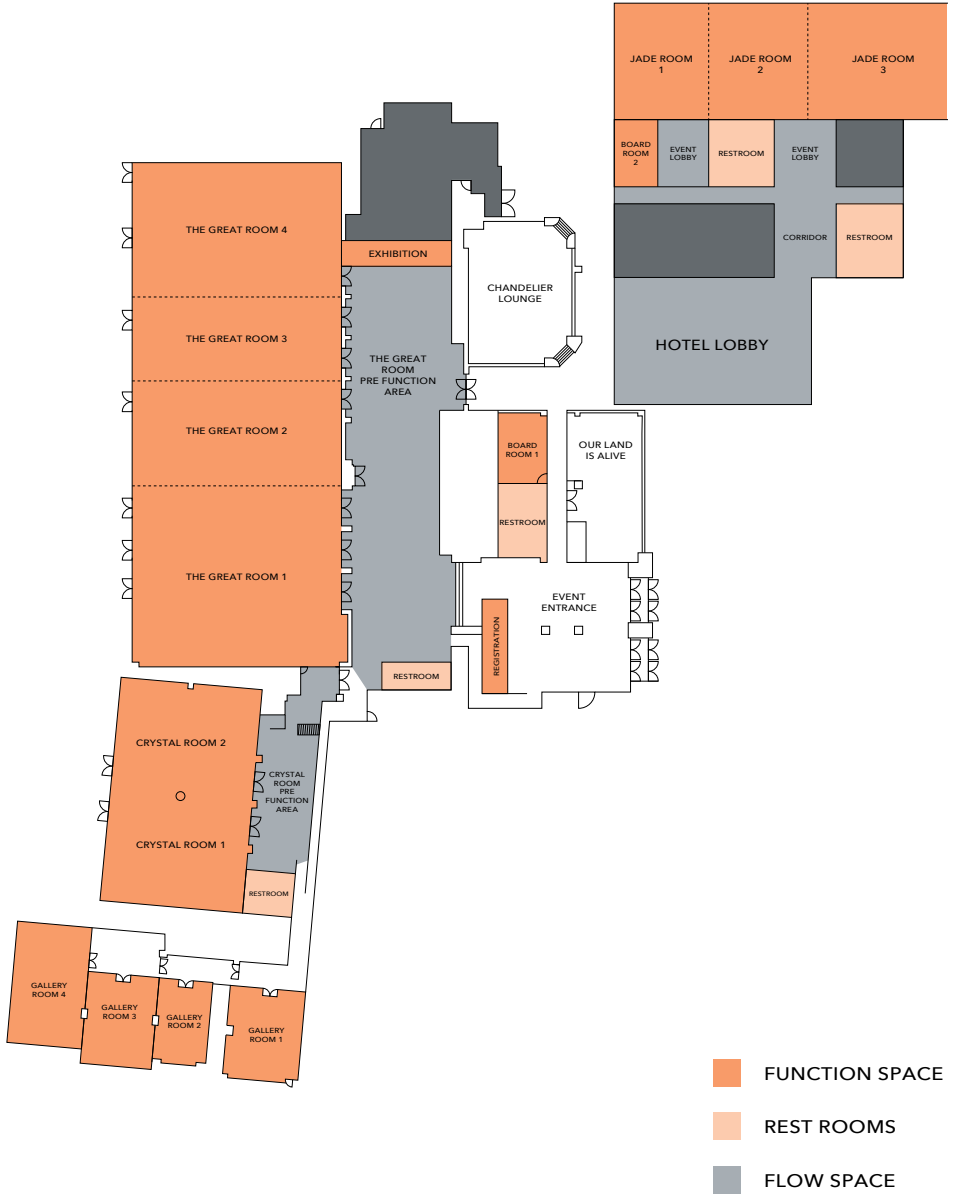 JADE ROOM
1
JADE ROOM
2
JADE ROOM
3
BOARD
ROOM
2
EVENT
LOBBY
RESTROOM
EVENT
LOBBY
CORRIDOR
RESTROOM
HOTEL LOBBY
THE GREAT ROOM 4
EXHIBITION
CHANDELIER
LOUNGE
THE GREAT ROOM 3
THE GREAT
ROOM
PRE FUNCTION
AREA
THE GREAT ROOM 2
BOARD
ROOM 1
OUR LAND
IS ALIVE
RESTROOM
THE GREAT ROOM 1
EVENT
ENTRANCE
REGISTRATION
RESTROOM
CRYSTAL ROOM 2
CRYSTAL
ROOM
PRE
FUNCTION
AREA
CRYSTAL ROOM 1
RESTROOM
GALLERY
ROOM 4
GALLERY
ROOM 3
GALLERY
ROOM 2
GALLERY
ROOM 1
FUNCTION SPACE
REST ROOMS
FLOW SPACE